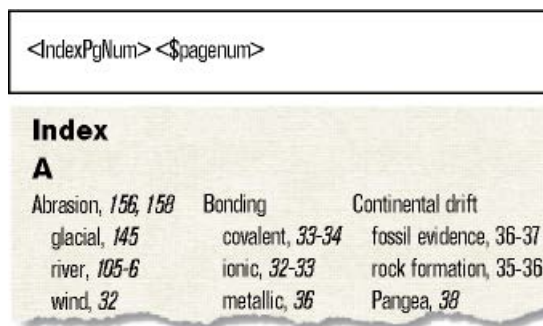 <IndexPgNum> <$pagenum>
Index
A
Abrasion, 156, 158
glacial, 145
river, 105-6
wind, 32
Bonding
covalent, 33-34
ionic, 32-33
metallic, 36
Continental drift
fossil evidence, 36-37
rock formation, 35-36
Pangea, 38